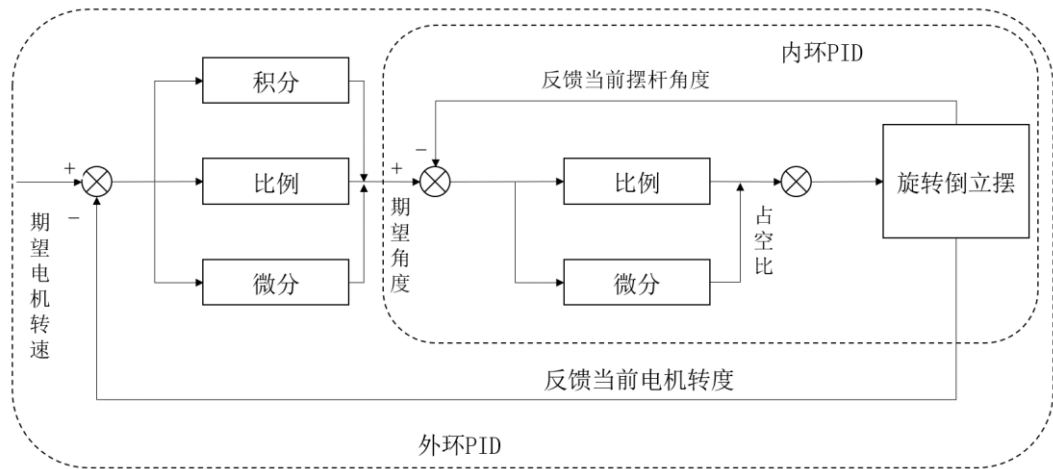 内环PID
积分
反馈当前摆杆角度
−
+
+
比例
比例
旋转倒立摆
−
期望电机转速
期望角度
占空比
微分
微分
反馈当前电机转度
外环PID